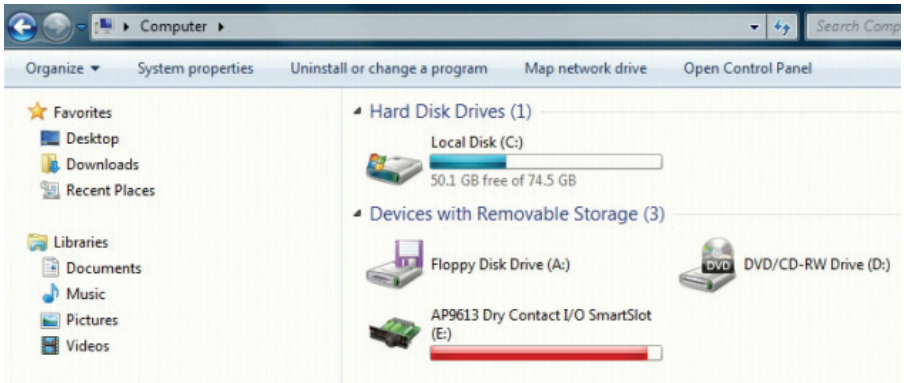 Computer
Search Comp
Organize System properties Uninstall or change a program Map network drive Open Control Panel
Favorites
Desktop
Downloads
Recent Places
Libraries
Documents
Music
Pictures
Videos
Hard Disk Drives (1)
Local Disk (C:)
50.1 GB free of 74.5 GB
Devices with Removable Storage (3)
Floppy Disk Drive (A:)
DVD
DVD/CD-RW Drive (D:)
AP9613 Dry Contact I/O SmartSlot
(E:)